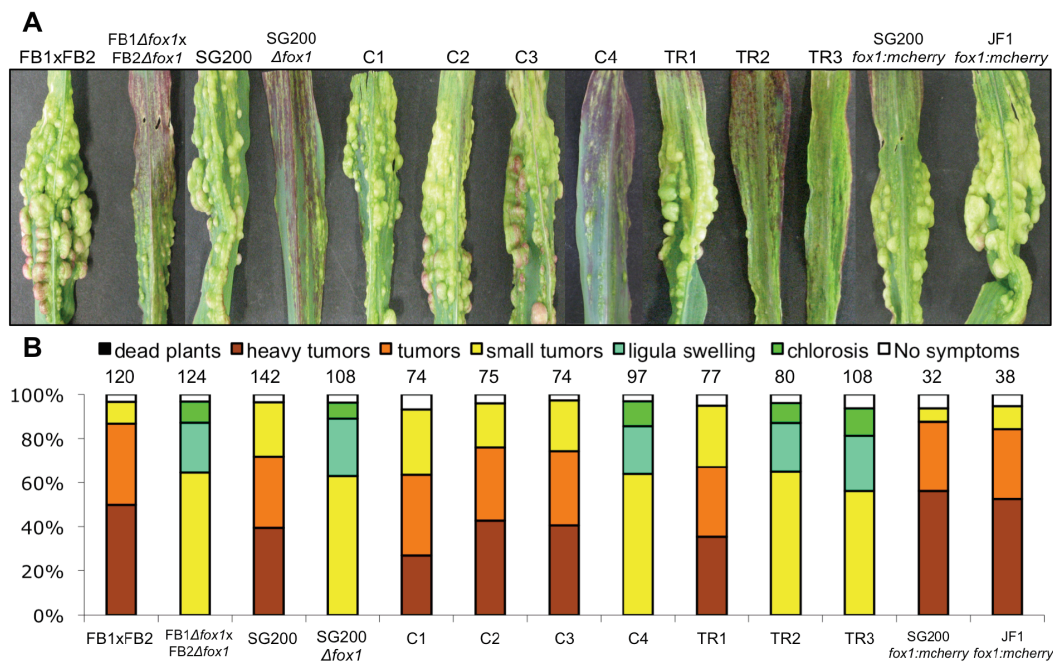 A
FB1xFB2
FB1Δfox1x
FB2Δfox1
SG200
SG200
Δfox1
C1
C2
C3
C4
TR1
TR2
TR3
SG200
fox1:mcherry
JF1
fox1:mcherry
B
dead plants heavy tumors tumors small tumors ligula swelling chlorosis No symptoms
120 124 142 108 74 75 74 97 77 80 108 32 38
100%
80%
60%
40%
20%
0%
FB1xFB2
FB1Δfox1x
FB2Δfox1
SG200
SG200
Δfox1
C1
C2
C3
C4
TR1
TR2
TR3
SG200
fox1:mcherry
JF1
fox1:mcherry